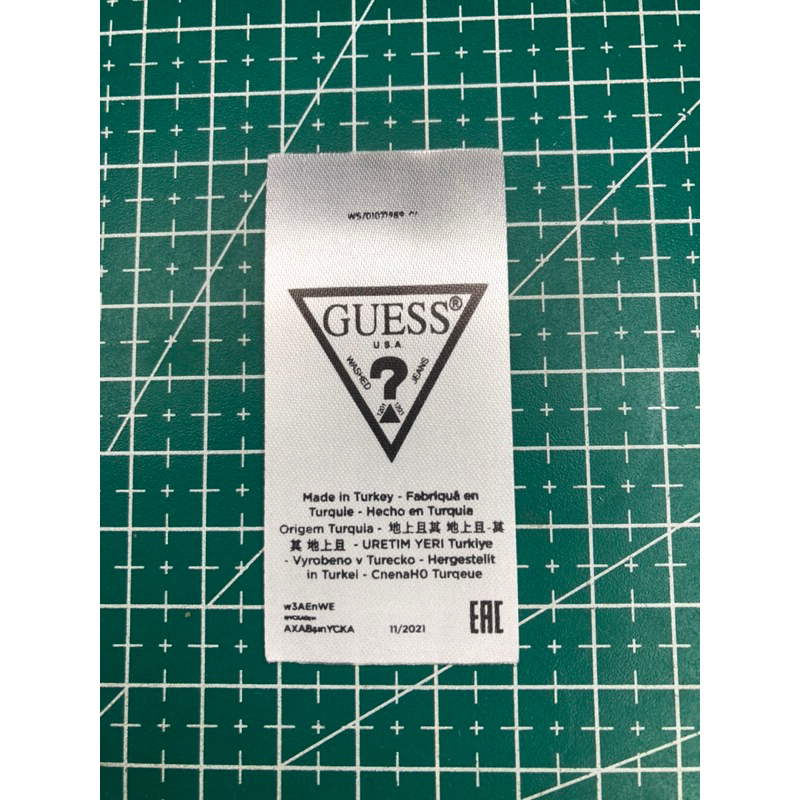 GUESS®
U.S.A.
WASHED
JEANS
?
Made in Turkey - Fabriquâ en
Turquie - Hecho en Turquia
Origem Turquia - 地上且其 地上且 - 其
其 地上且 - URETIM YERI Turkiye
- Vyrobeno v Turecko - Hergestellt
in Turkei - CnenaH0 Turqeue
w3AEnWE
AXABşınYCKA
11/2021
EAC